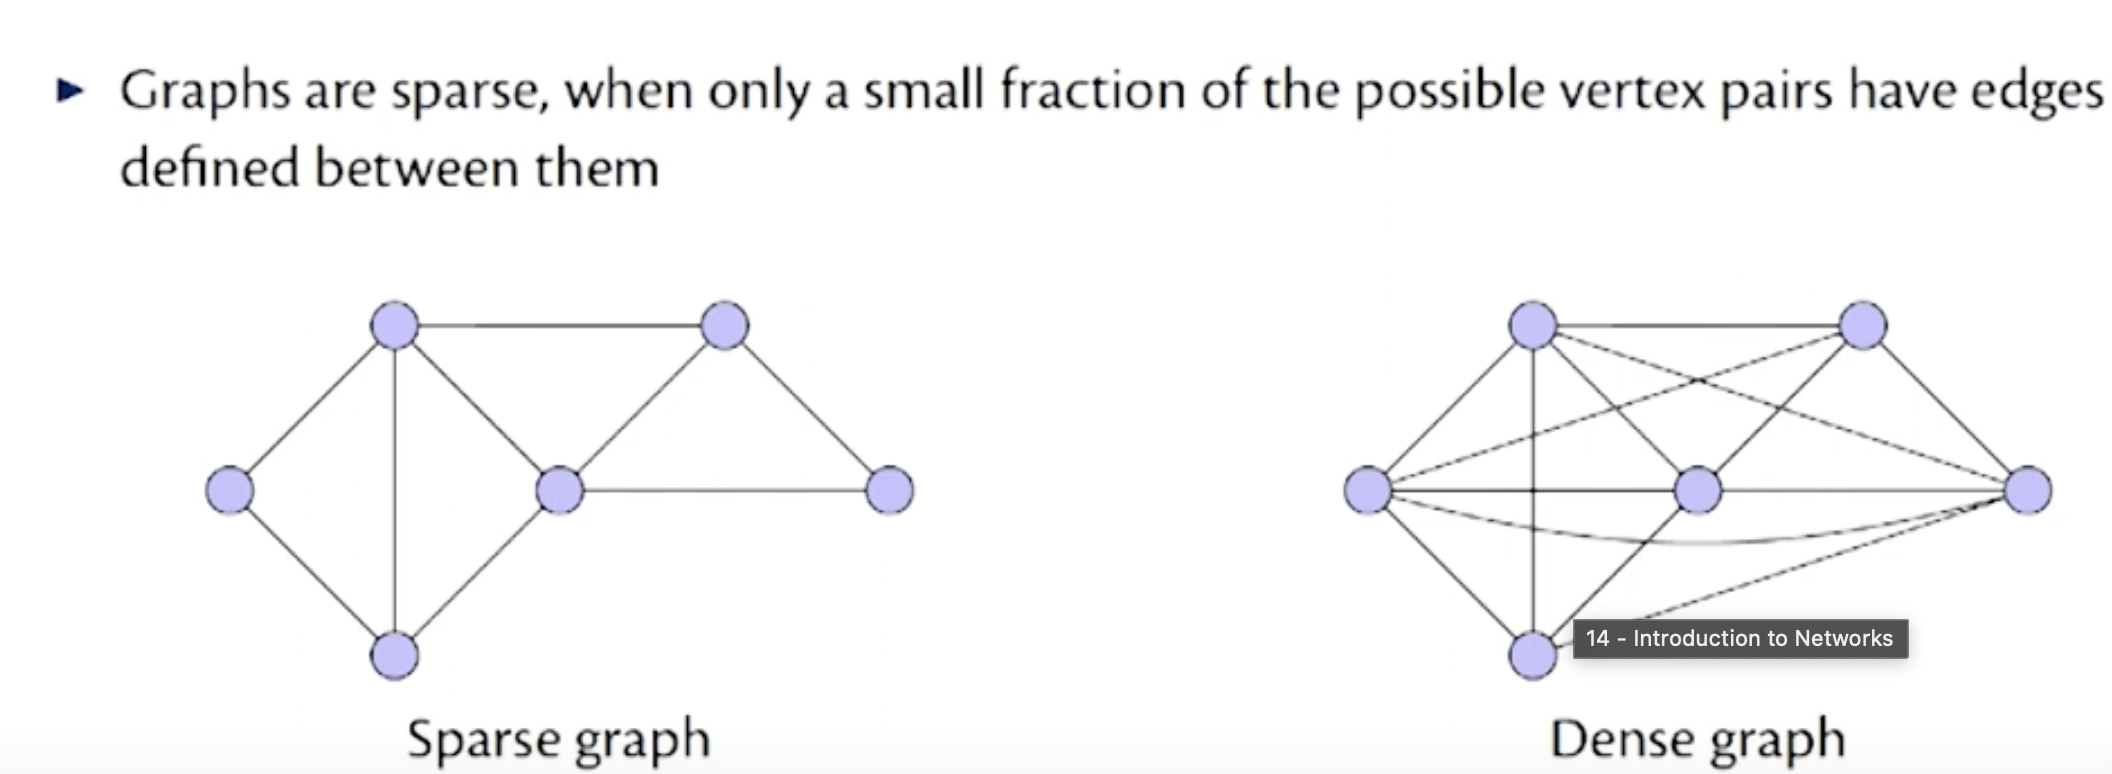 ► Graphs are sparse, when only a small fraction of the possible vertex pairs have edges
defined between them
14 - Introduction to Networks
Sparse graph
Dense graph